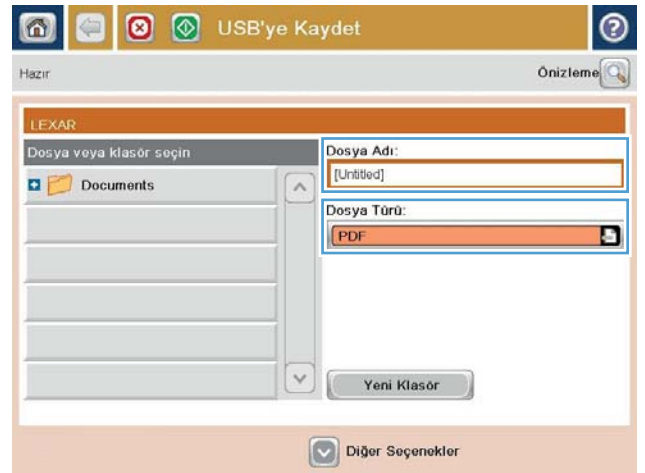 USB'ye Kaydet
Hazır
Önizleme
LEXAR
Dosya veya klasör seçin
Dosya Adı:
[Untitled]
Documents
Dosya Türü:
PDF
Yeni Klasör
Diğer Seçenekler